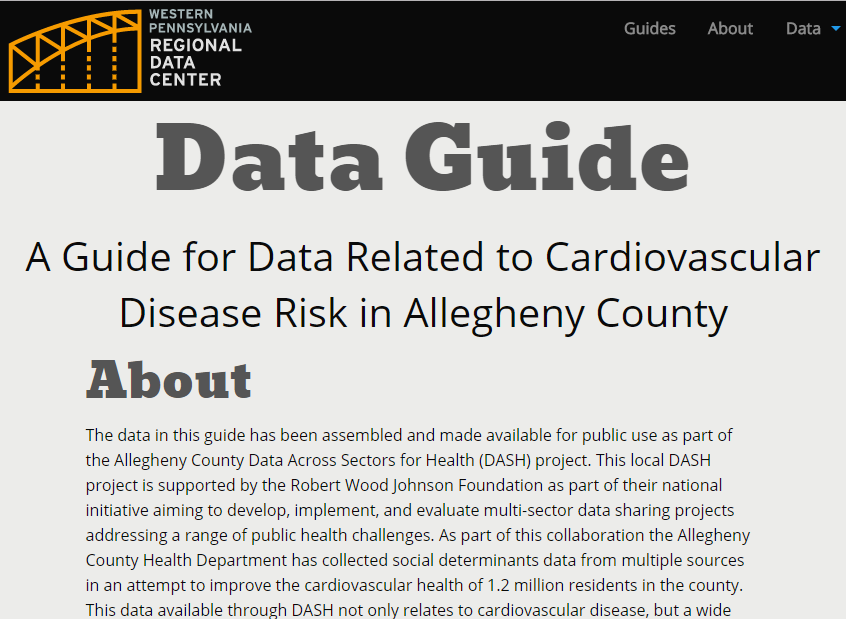 WESTERN
PENNSYLVANIA
REGIONAL
DATA
CENTER
Guides About Data
Data Guide
A Guide for Data Related to Cardiovascular
Disease Risk in Allegheny County
About
The data in this guide has been assembled and made available for public use as part of
the Allegheny County Data Across Sectors for Health (DASH) project. This local DASH
project is supported by the Robert Wood Johnson Foundation as part of their national
initiative aiming to develop, implement, and evaluate multi-sector data sharing projects
addressing a range of public health challenges. As part of this collaboration the Allegheny
County Health Department has collected social determinants data from multiple sources
in an attempt to improve the cardiovascular health of 1.2 million residents in the county.
This data available through DASH not only relates to cardiovascular disease, but a wide